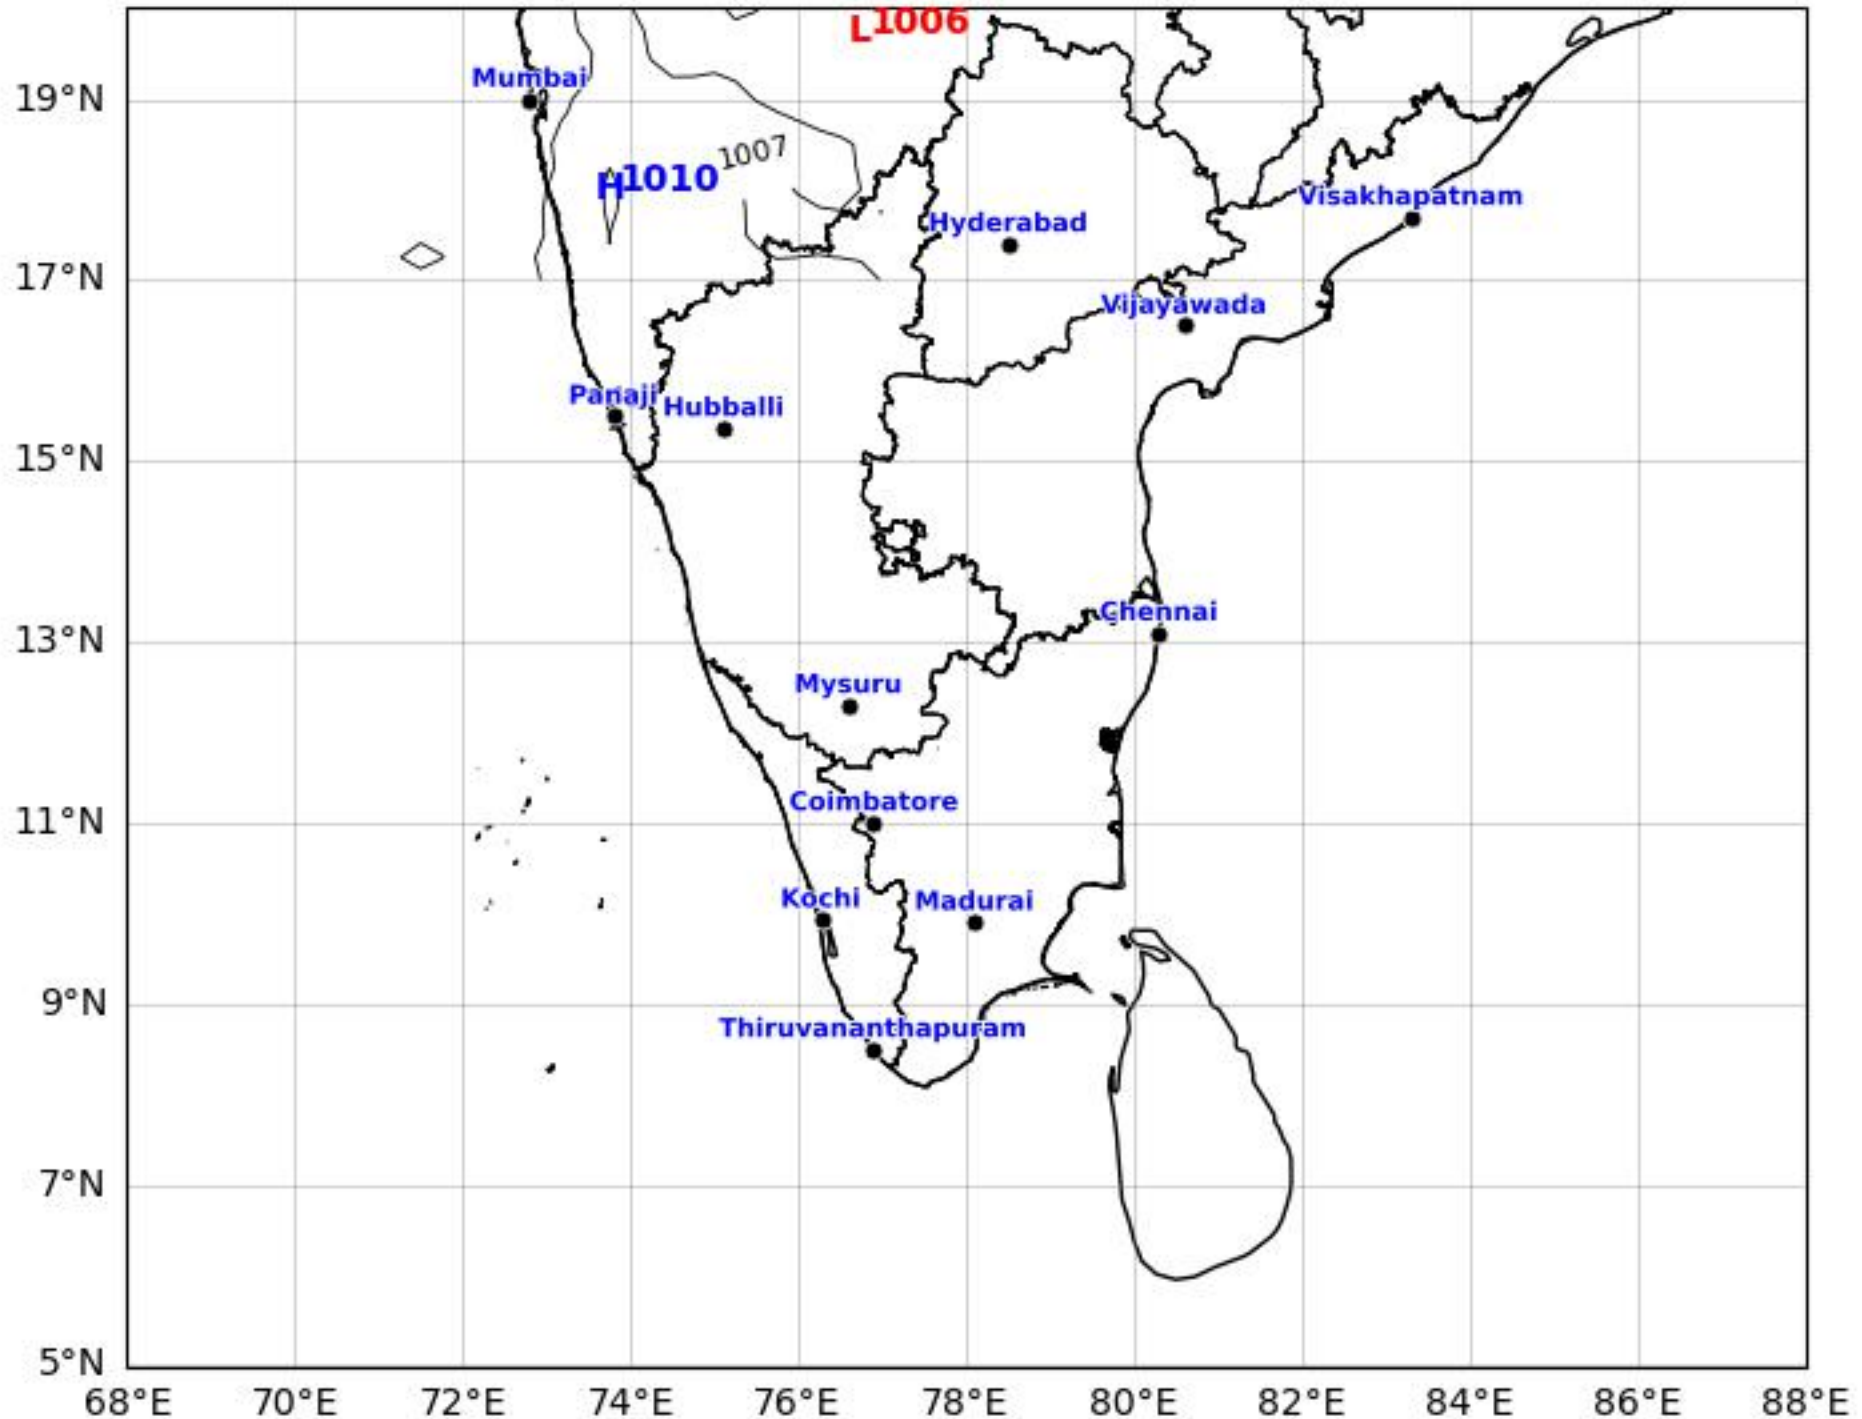 L1006
Mumbai
19°N
1007
H1010
Visakhapatnam
Hyderabad
17°N
Vijayawada
Panaji
Hubballi
15°N
Chennai
13°N
Mysuru
Coimbatore
11°N
Kochi
Madurai
9°N
Thiruvananthapuram
7°N
5°N
68°E 70°E 72°E 74°E 76°E 78°E 80°E 82°E 84°E 86°E 88°E